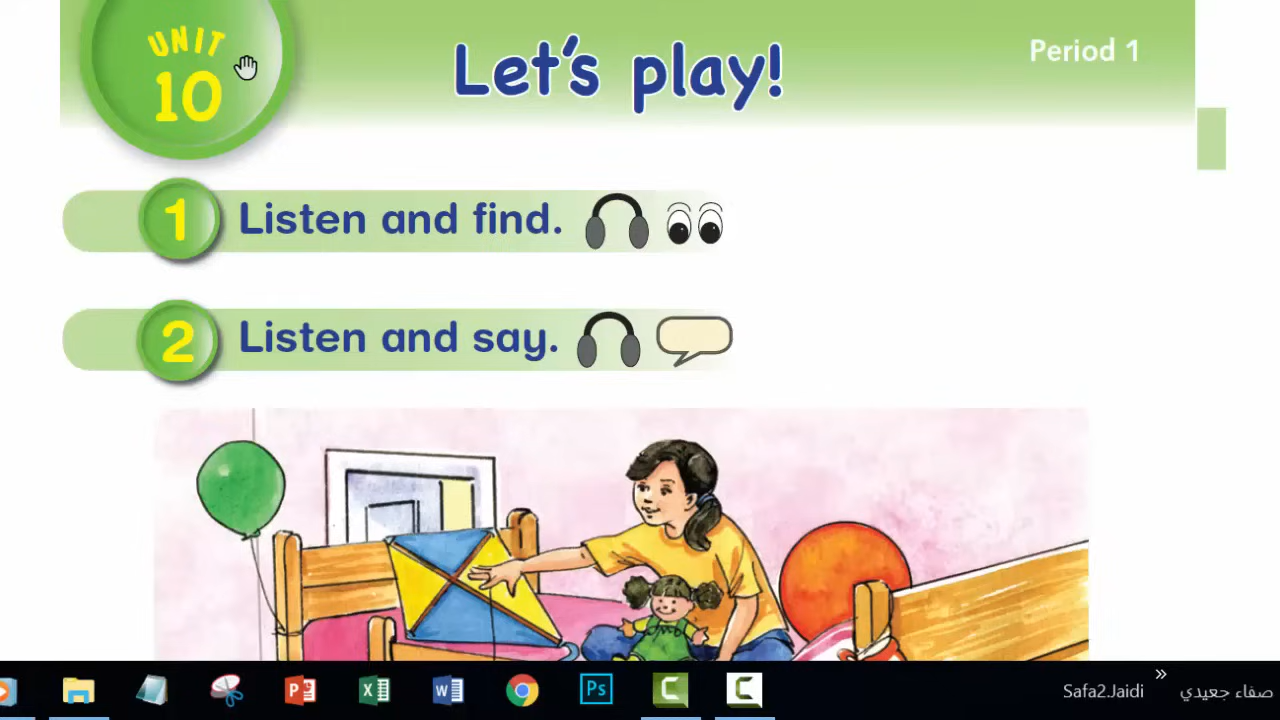 UNIT
10
Let's play!
Period 1
1 Listen and find.
2 Listen and say.
Safa2.Jaidi » صفاء جعيدي